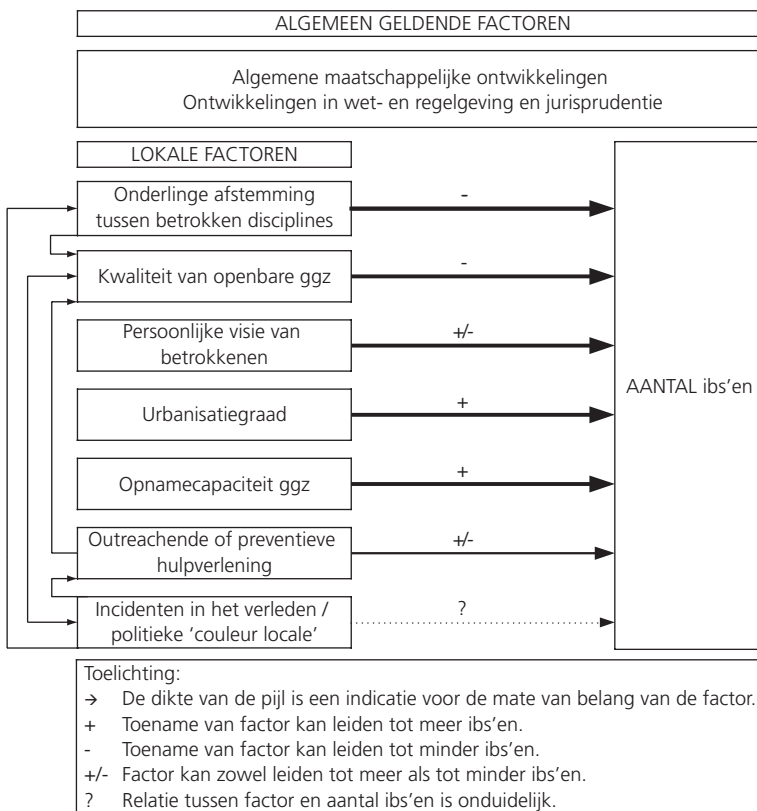 ALGEMEEN GELDENDE FACTOREN
Algemene maatschappelijke ontwikkelingen
Ontwikkelingen in wet- en regelgeving en jurisprudentie
LOKALE FACTOREN
Onderlinge afstemming
tussen betrokken disciplines
-
Kwaliteit van openbare ggz
-
Persoonlijke visie van
betrokkenen
+/-
Urbanisatiegraad
+
Opnamecapaciteit ggz
+
Outreachende of preventieve
hulpverlening
+/-
Incidenten in het verleden /
politieke ‘couleur locale’
?
AANTAL ibs’en
Toelichting:
→ De dikte van de pijl is een indicatie voor de mate van belang van de factor.
+ Toename van factor kan leiden tot meer ibs’en.
- Toename van factor kan leiden tot minder ibs’en.
+/- Factor kan zowel leiden tot meer als tot minder ibs’en.
? Relatie tussen factor en aantal ibs’en is onduidelijk.